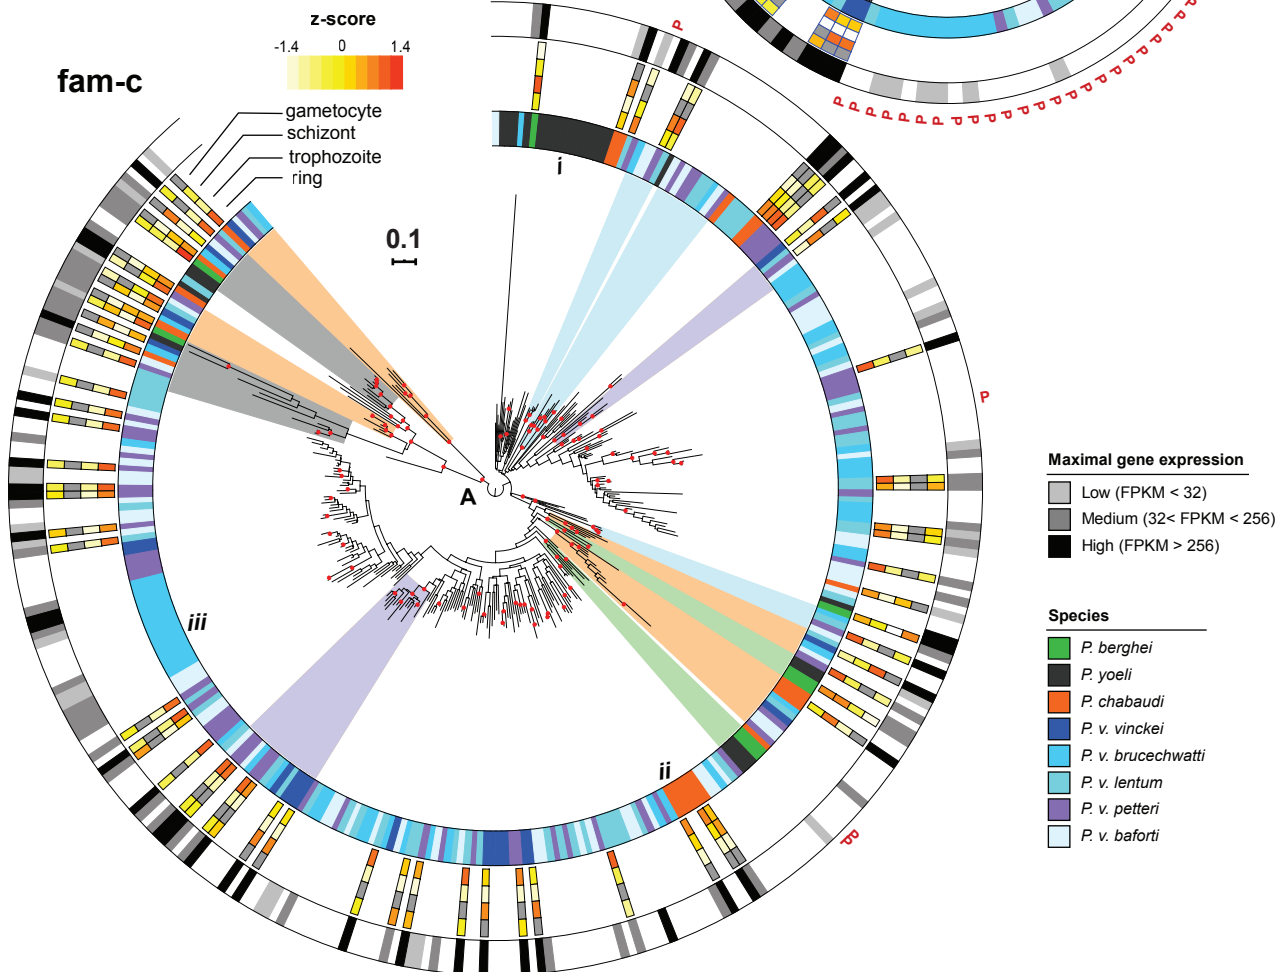 z-score
-1.4 0 1.4
fam-c
gametocyte
schizont
trophozoite
ring
0.1
A
i
ii
iii
P
P
P
P
P
P P P P P P P P P P P P P P P P P P P P P P P P P
Maximal gene expression
Low (FPKM < 32)
Medium (32< FPKM < 256)
High (FPKM > 256)
Species
P. berghei
P. yoeli
P. chabaudi
P. v. vinckei
P. v. brucechwatti
P. v. lentum
P. v. petteri
P. v. baforti